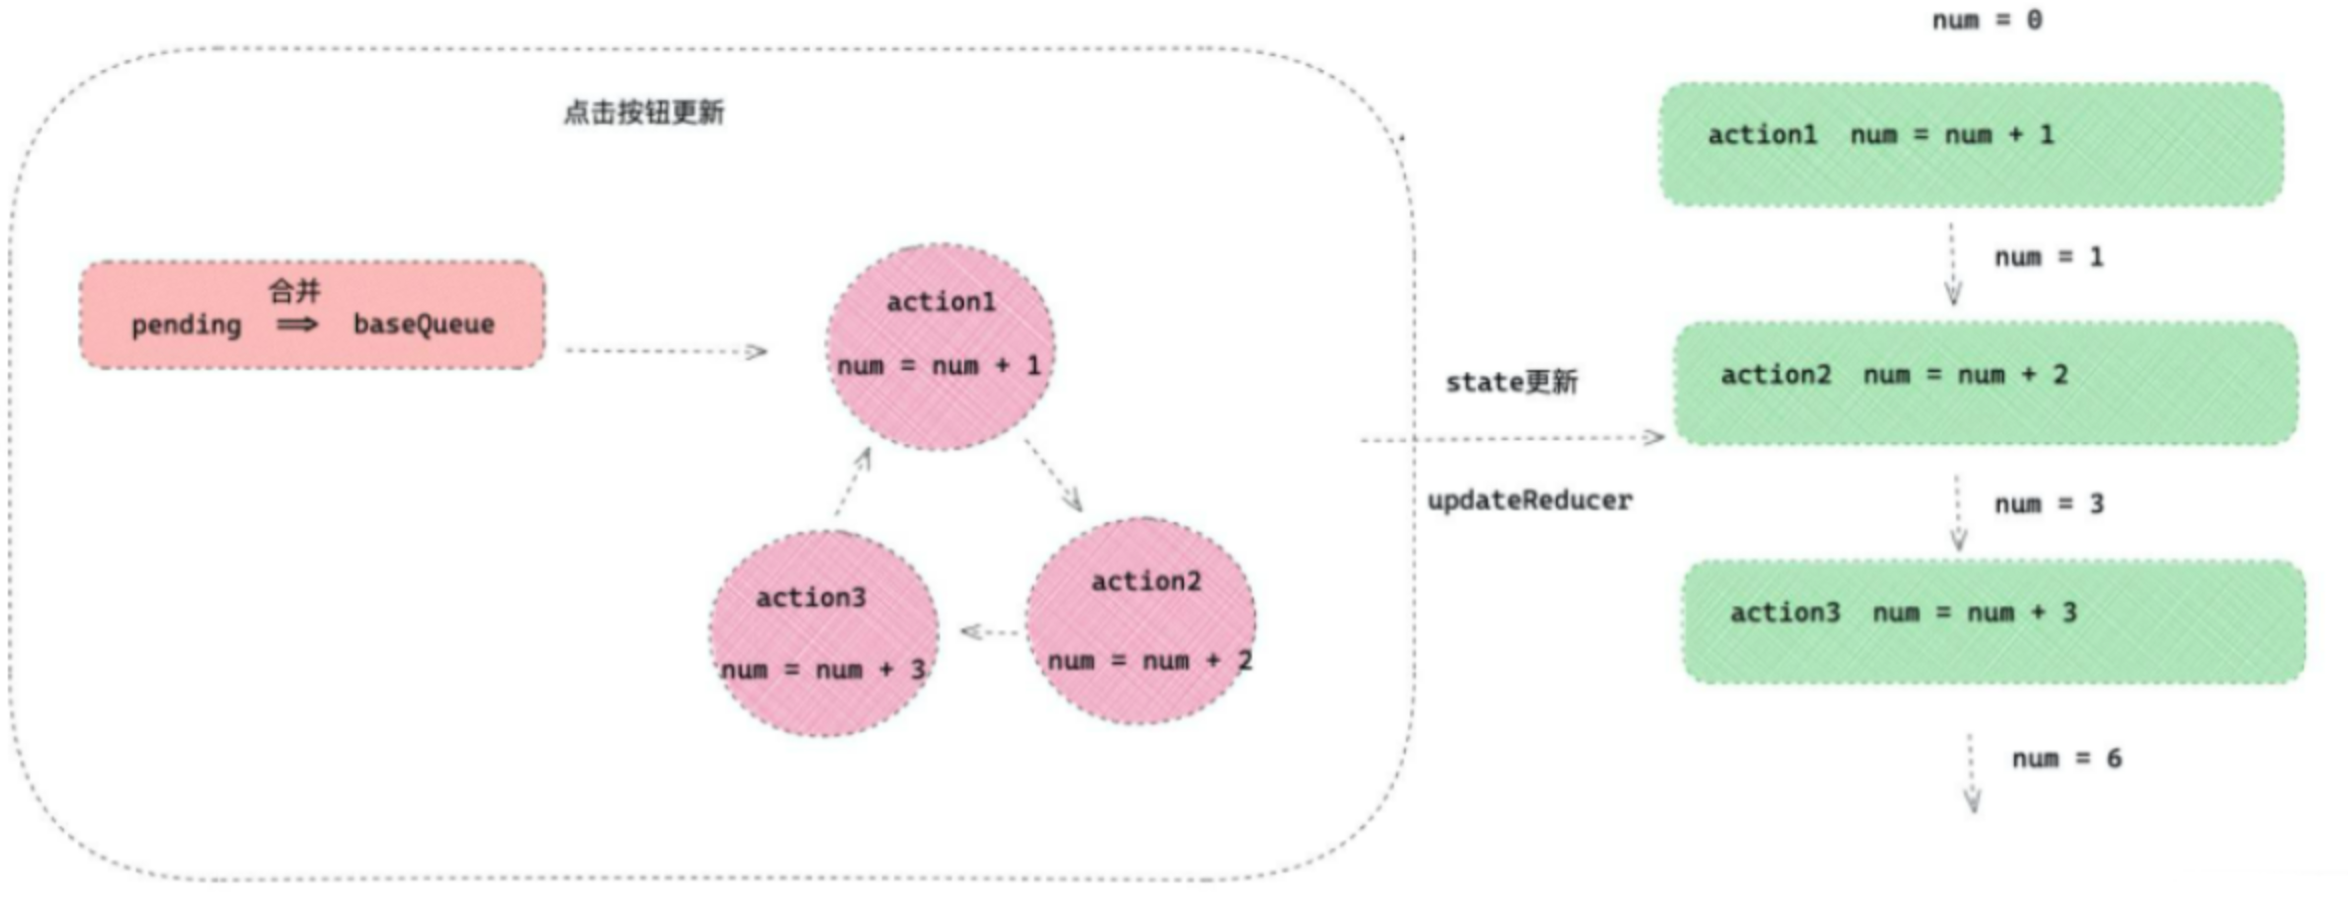 点击按钮更新
合并
pending ⇒ baseQueue
action1
num = num + 1
action3
num = num + 3
action2
num = num + 2
state更新
updateReducer
num = 0
action1 num = num + 1
num = 1
action2 num = num + 2
num = 3
action3 num = num + 3
num = 6